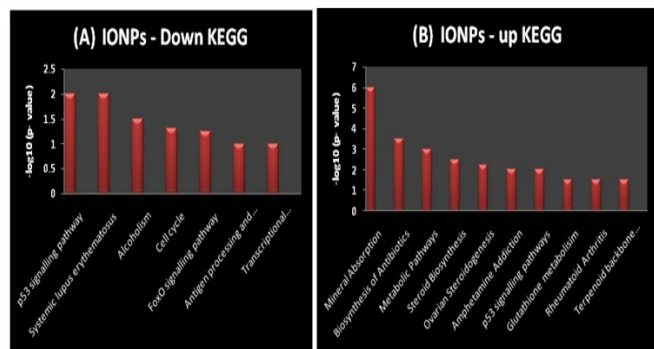 (A) IONPs - Down KEGG
-log10 (p- value)
2.5
2
1.5
1
0.5
0
p53 signalling pathway
Systemic lupus erythematosus
Alcoholism
Cell cycle
FoxO signalling pathway
Antigen processing and...
Transcriptional...
(B) IONPs - up KEGG
-log10 (p- value)
7
6
5
4
3
2
1
0
Mineral Absorption
Biosynthesis of Antibiotics
Metabolic Pathways
Steroid Biosynthesis
Ovarian Steroidogenesis
Amphetamine Addiction
p53 signalling pathways
Glutathione metabolisim
Rheumatoid Arthritis
Terpenoid backbone...